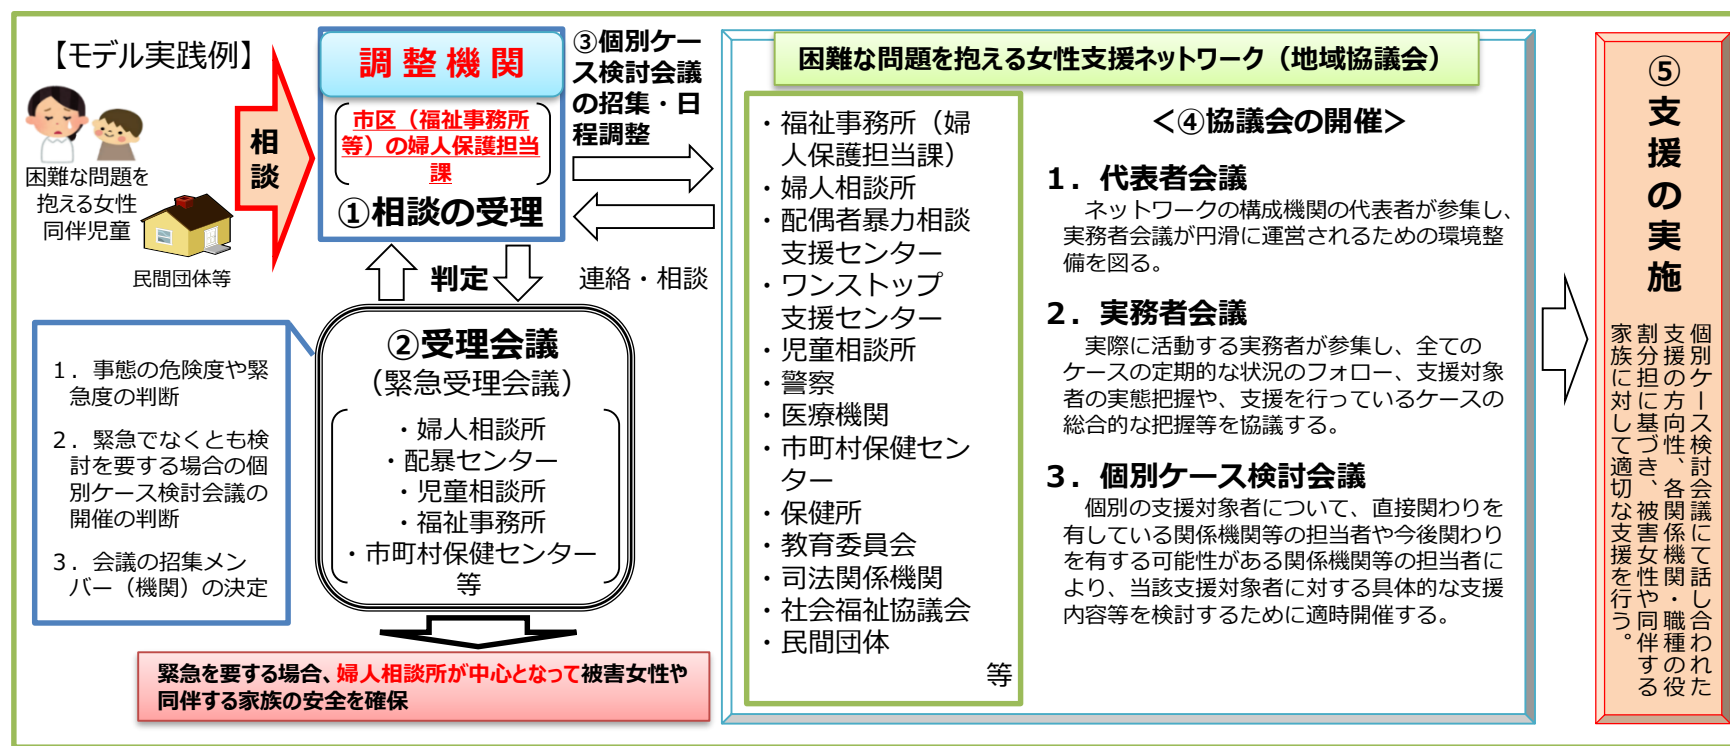 【モデル実践例】
困難な問題を
抱える女性
同伴児童
民間団体等
相
談
調整機関
市区（福祉事務所
等）の婦人保護担当
課
①相談の受理
③個別ケー
ス検討会議
の招集・日
程調整
判定
連絡・相談
②受理会議
（緊急受理会議）
・婦人相談所
・配暴センター
・児童相談所
・福祉事務所
・市町村保健センター
等
１．事態の危険度や緊
急度の判断
２．緊急でなくとも検
討を要する場合の個
別ケース検討会議の
開催の判断
３．会議の招集メン
バー（機関）の決定
緊急を要する場合、婦人相談所が中心となって被害女性や
同伴する家族の安全を確保
困難な問題を抱える女性支援ネットワーク（地域協議会）
・福祉事務所（婦
人保護担当課）
・婦人相談所
・配偶者暴力相談
支援センター
・ワンストップ
支援センター
・児童相談所
・警察
・医療機関
・市町村保健セン
ター
・保健所
・教育委員会
・司法関係機関
・社会福祉協議会
・民間団体
等
＜④協議会の開催＞
１．代表者会議
ネットワークの構成機関の代表者が参集し、
実務者会議が円滑に運営されるための環境整
備を図る。
２．実務者会議
実際に活動する実務者が参集し、全ての
ケースの定期的な状況のフォロー、支援対象
者の実態把握や、支援を行っているケースの
総合的な把握等を協議する。
３．個別ケース検討会議
個別の支援対象者について、直接関わりを
有している関係機関等の担当者や今後関わり
を有する可能性がある関係機関等の担当者に
より、当該支援対象者に対する具体的な支援
内容等を検討するために適時開催する。
⑤支援の実施
個別ケース検討会議にて話し合われた
支援の方向性、各関係機関・職種の役
割分担に基づき、被害女性や同伴する
家族に対して適切な支援を行う。